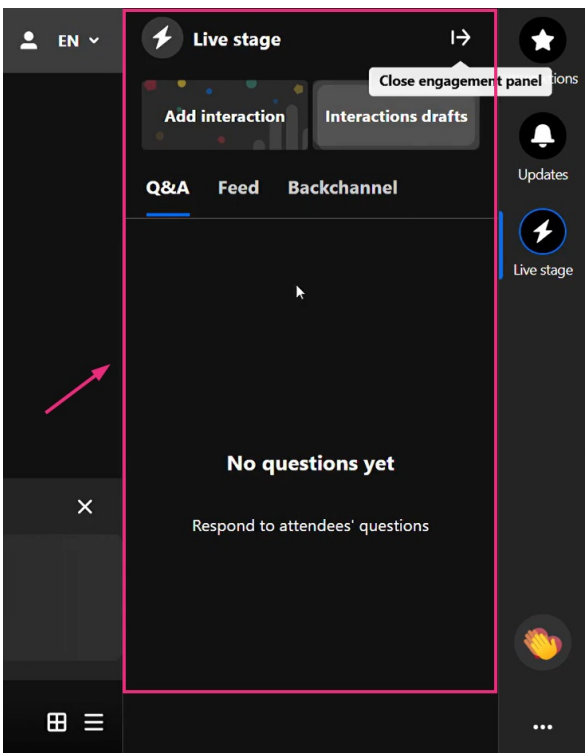 EN
Live stage
Close engagement panel
tions
Add interaction
Interactions drafts
Updates
Q&A
Feed
Backchannel
Live stage
No questions yet
Respond to attendees' questions